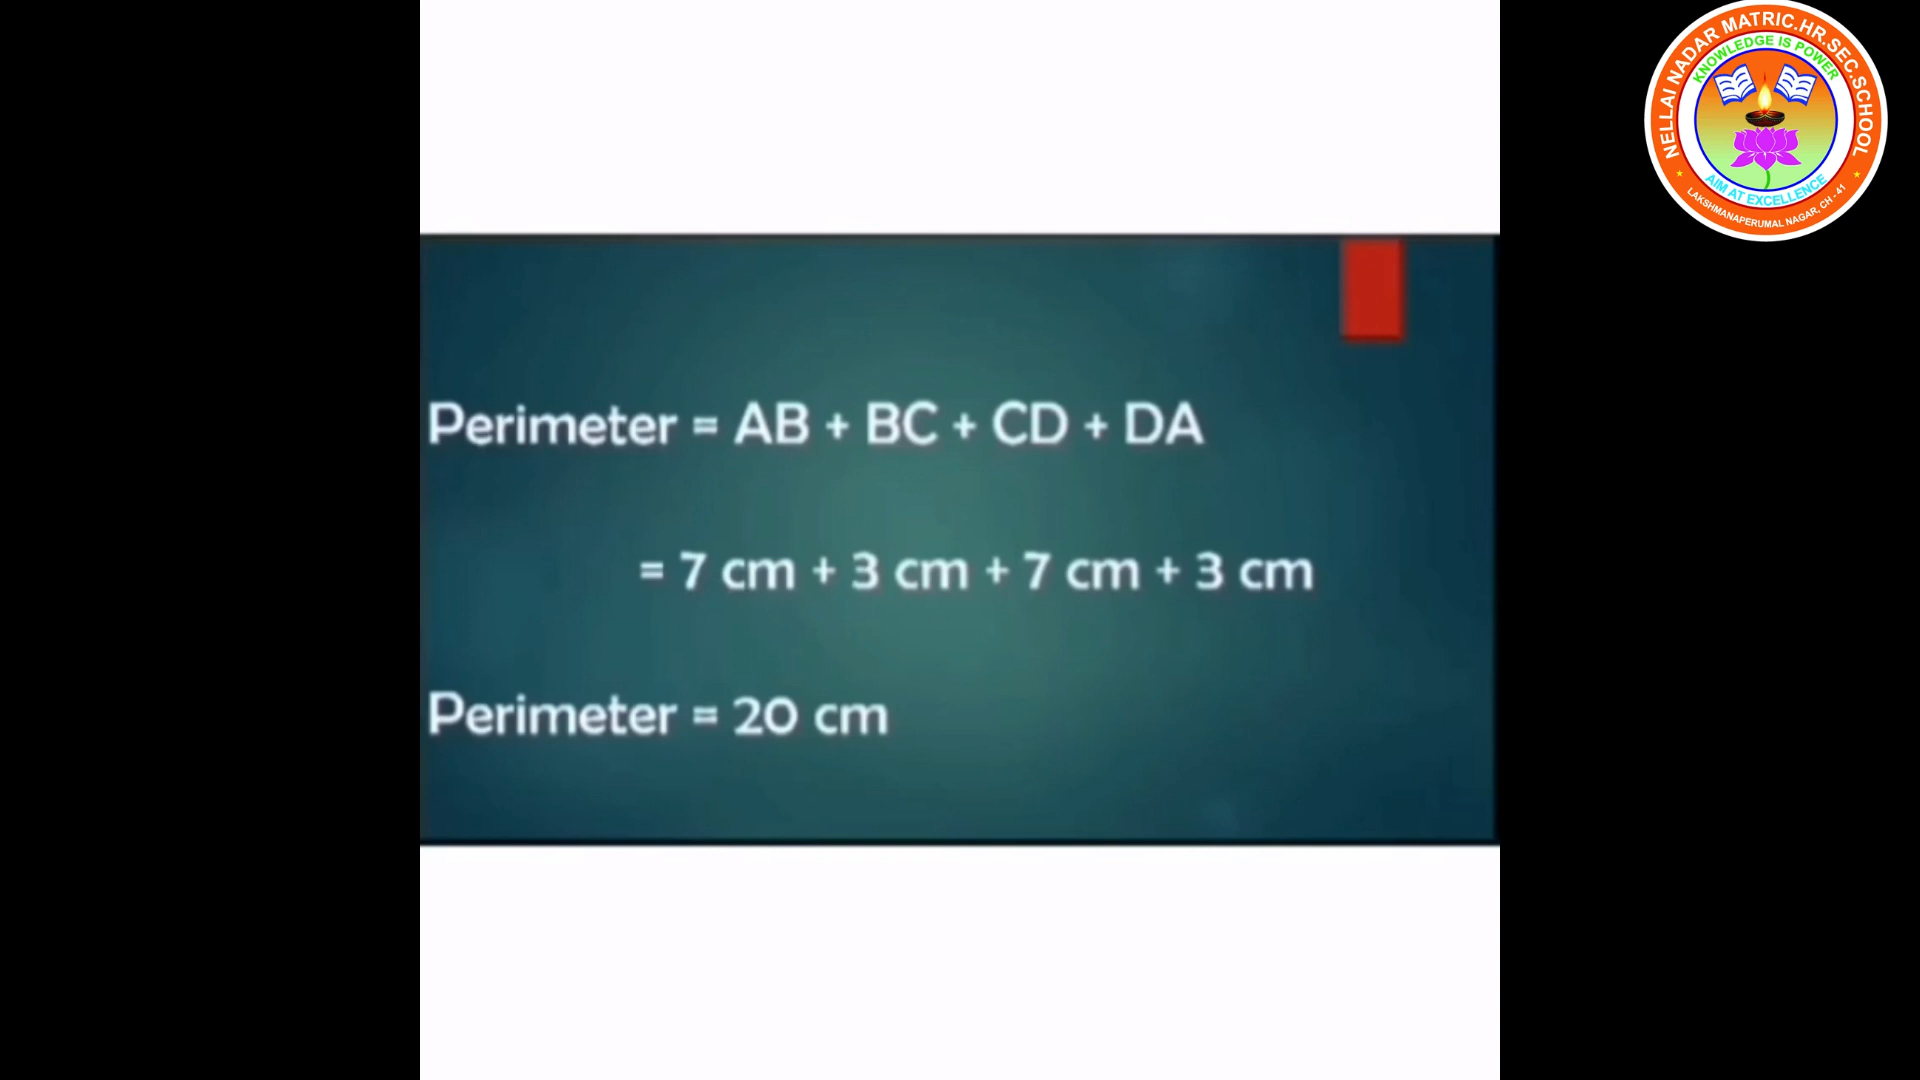 NELLAI NADAR MATRIC.HR.SEC.SCHOOL
KNOWLEDGE IS POWER
AIM AT EXCELLENCE
LAKSHMANAPERUMAL NAGAR, CH - 41
Perimeter = AB + BC + CD + DA
= 7 cm + 3 cm + 7 cm + 3 cm
Perimeter = 20 cm